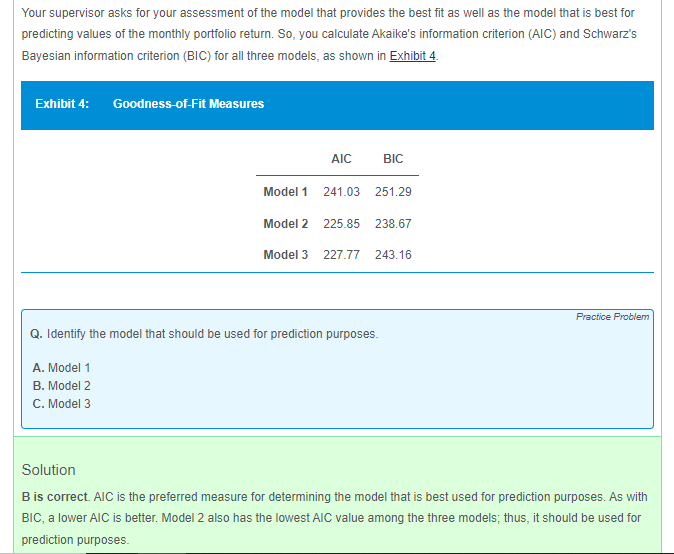 Your supervisor asks for your assessment of the model that provides the best fit as well as the model that is best for
predicting values of the monthly portfolio return. So, you calculate Akaike's information criterion (AIC) and Schwarz's
Bayesian information criterion (BIC) for all three models, as shown in Exhibit 4.
Exhibit 4: Goodness-of-Fit Measures
AIC BIC
Model 1 241.03 251.29
Model 2 225.85 238.67
Model 3 227.77 243.16
Practice Problem
Q. Identify the model that should be used for prediction purposes.
A. Model 1
B. Model 2
C. Model 3
Solution
B is correct. AIC is the preferred measure for determining the model that is best used for prediction purposes. As with
BIC, a lower AIC is better. Model 2 also has the lowest AIC value among the three models; thus, it should be used for
prediction purposes.